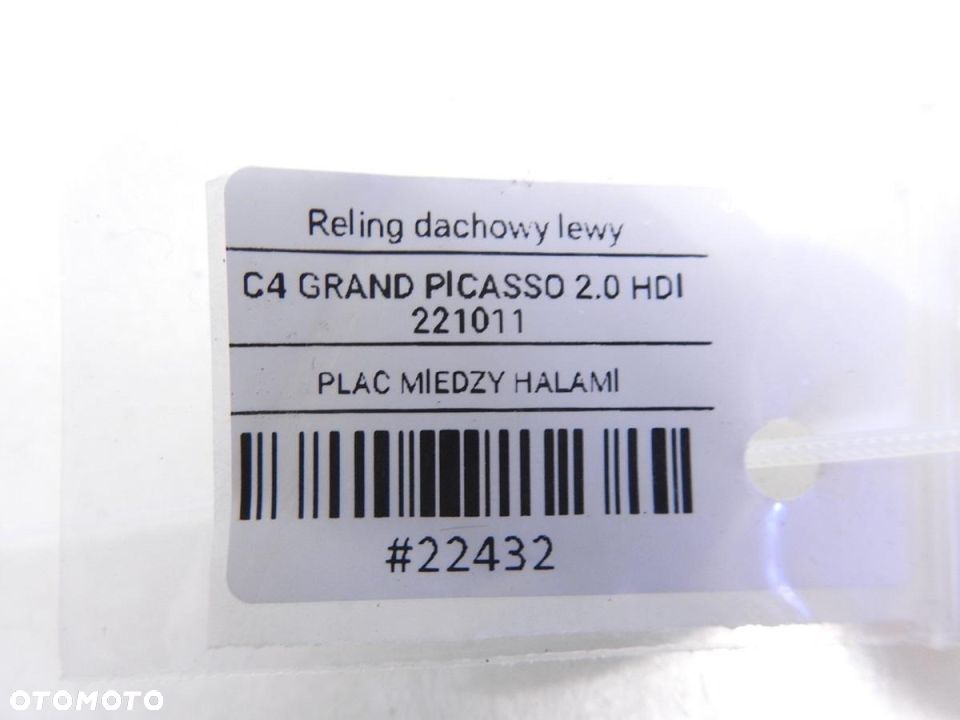 Reling dachowy lewy
C4 GRAND PICASSO 2.0 HDI
221011
PLAC MIEDZY HALAMI
#22432
OTOMOTO